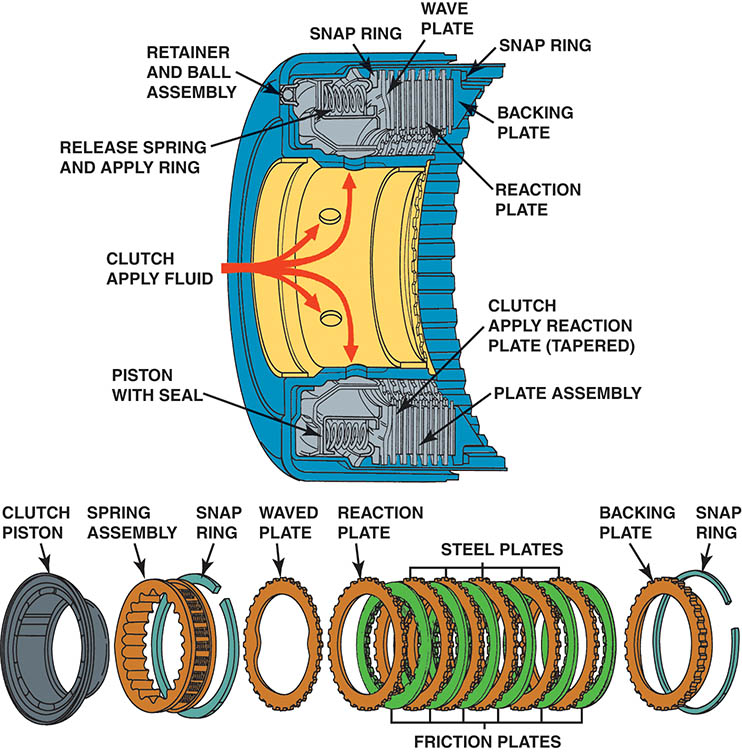 WAVE
PLATE
SNAP RING
SNAP RING
RETAINER
AND BALL
ASSEMBLY
BACKING
PLATE
RELEASE SPRING
AND APPLY RING
REACTION
PLATE
CLUTCH
APPLY FLUID
CLUTCH
APPLY REACTION
PLATE (TAPERED)
PISTON
WITH SEAL
PLATE ASSEMBLY
CLUTCH
PISTON
SPRING
ASSEMBLY
SNAP
RING
WAVED
PLATE
REACTION
PLATE
STEEL PLATES
BACKING
PLATE
SNAP
RING
FRICTION PLATES